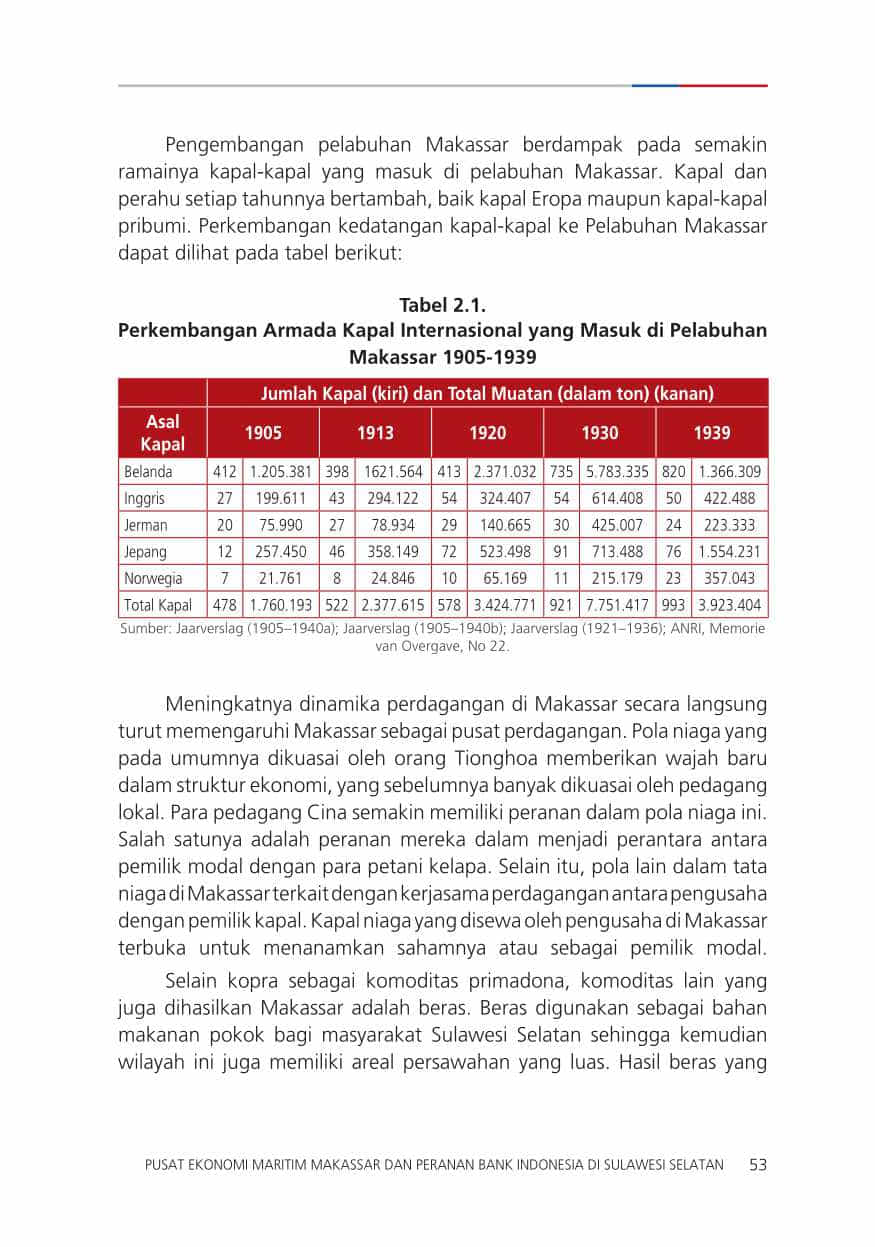 Pengembangan pelabuhan Makassar berdampak pada semakin
ramainya kapal-kapal yang masuk di pelabuhan Makassar. Kapal dan
perahu setiap tahunnya bertambah, baik kapal Eropa maupun kapal-kapal
pribumi. Perkembangan kedatangan kapal-kapal ke Pelabuhan Makassar
dapat dilihat pada tabel berikut:
Tabel 2.1.
Perkembangan Armada Kapal Internasional yang Masuk di Pelabuhan
Makassar 1905-1939
Jumlah Kapal (kiri) dan Total Muatan (dalam ton) (kanan)
Asal
Kapal
1905 1913 1920 1930 1939
Belanda 412 1.205.381 398 1621.564 413 2.371.032 735 5.783.335 820 1.366.309
Inggris 27 199.611 43 294.122 54 324.407 54 614.408 50 422.488
Jerman 20 75.990 27 78.934 29 140.665 30 425.007 24 223.333
Jepang 12 257.450 46 358.149 72 523.498 91 713.488 76 1.554.231
Norwegia 7 21.761 8 24.846 10 65.169 11 215.179 23 357.043
Total Kapal 478 1.760.193 522 2.377.615 578 3.424.771 921 7.751.417 993 3.923.404
Sumber: Jaarverslag (1905–1940a); Jaarverslag (1905–1940b); Jaarverslag (1921–1936); ANRI, Memorie
van Overgave, No 22.
Meningkatnya dinamika perdagangan di Makassar secara langsung
turut memengaruhi Makassar sebagai pusat perdagangan. Pola niaga yang
pada umumnya dikuasai oleh orang Tionghoa memberikan wajah baru
dalam struktur ekonomi, yang sebelumnya banyak dikuasai oleh pedagang
lokal. Para pedagang Cina semakin memiliki peranan dalam pola niaga ini.
Salah satunya adalah peranan mereka dalam menjadi perantara antara
pemilik modal dengan para petani kelapa. Selain itu, pola lain dalam tata
niaga di Makassar terkait dengan kerjasama perdagangan antara pengusaha
dengan pemilik kapal. Kapal niaga yang disewa oleh pengusaha di Makassar
terbuka untuk menanamkan sahamnya atau sebagai pemilik modal.
Selain kopra sebagai komoditas primadona, komoditas lain yang
juga dihasilkan Makassar adalah beras. Beras digunakan sebagai bahan
makanan pokok bagi masyarakat Sulawesi Selatan sehingga kemudian
wilayah ini juga memiliki areal persawahan yang luas. Hasil beras yang
PUSAT EKONOMI MARITIM MAKASSAR DAN PERANAN BANK INDONESIA DI SULAWESI SELATAN 53